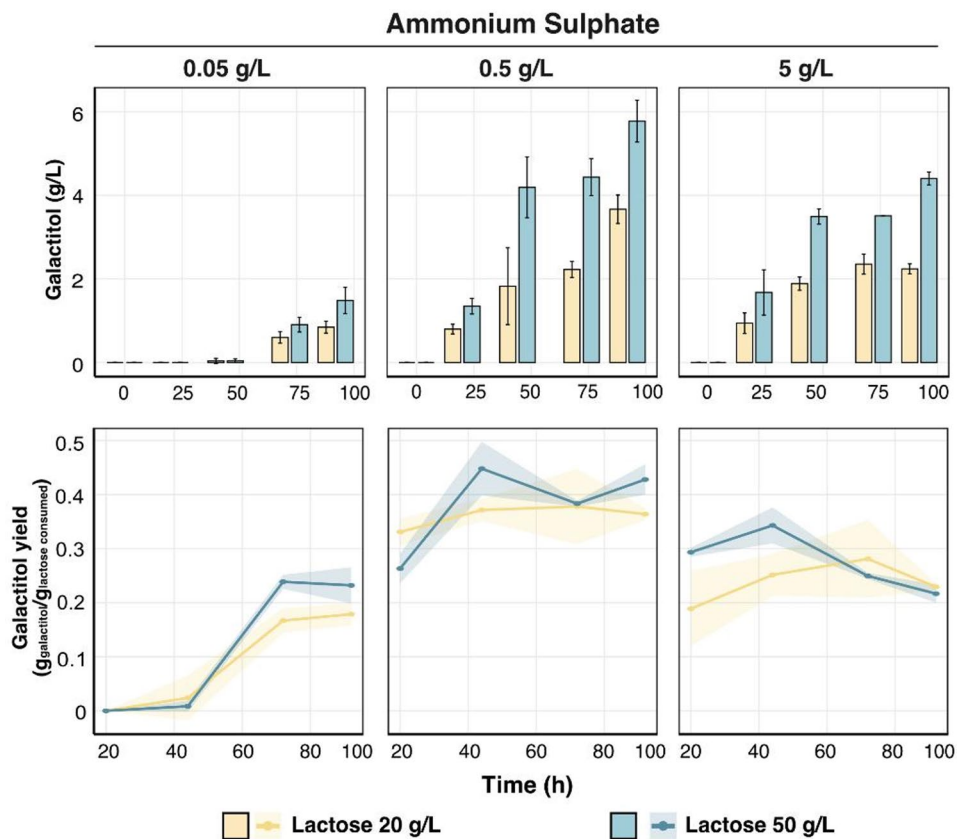 Ammonium Sulphate
0.05 g/L 0.5 g/L 5 g/L
Galactitol (g/L)
6
4
2
0
0 25 50 75 100 0 25 50 75 100 0 25 50 75 100
Galactitol yield
(ggalactitol/glactose consumed)
0.5
0.4
0.3
0.2
0.1
0
20 40 60 80 100 20 40 60 80 100 20 40 60 80 100
Time (h)
Lactose 20 g/L Lactose 50 g/L